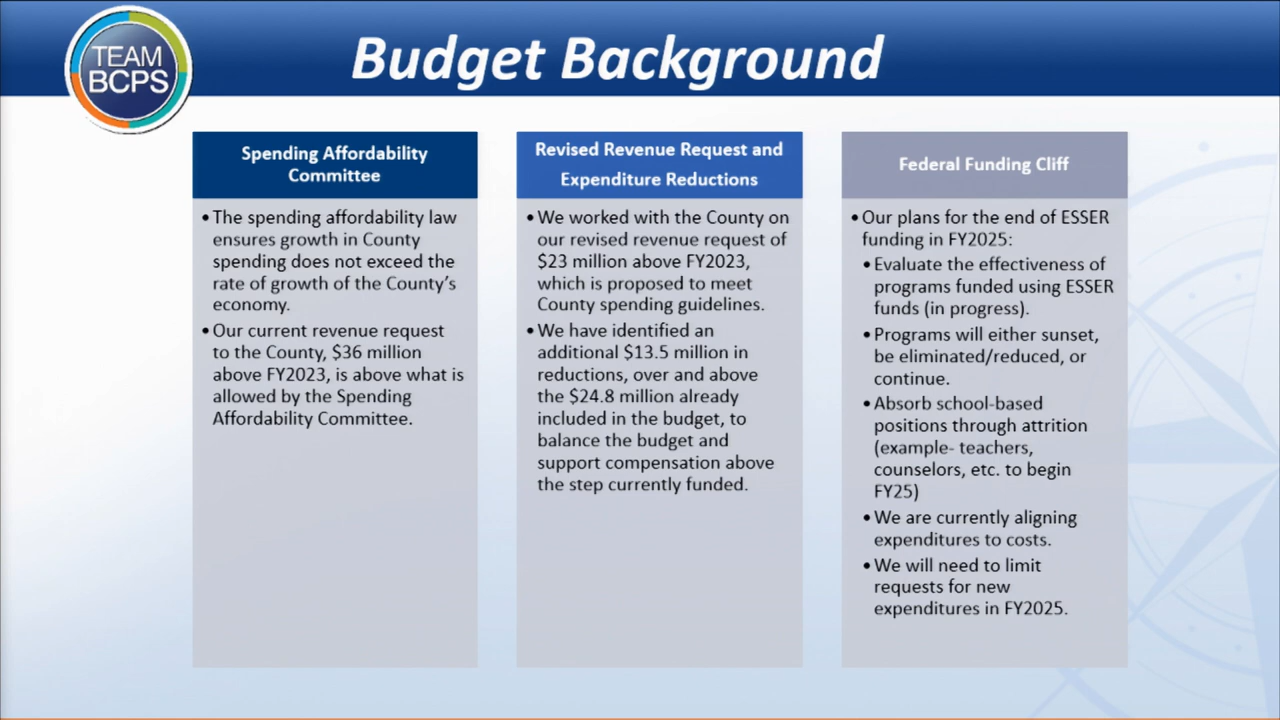 TEAM
BCPS
Budget Background
Spending Affordability
Committee
• The spending affordability law
ensures growth in County
spending does not exceed the
rate of growth of the County's
economy.
• Our current revenue request
to the County, $36 million
above FY2023, is above what is
allowed by the Spending
Affordability Committee.
Revised Revenue Request and
Expenditure Reductions
• We worked with the County on
our revised revenue request of
$23 million above FY2023,
which is proposed to meet
County spending guidelines.
• We have identified an
additional $13.5 million in
reductions, over and above
the $24.8 million already
included in the budget, to
balance the budget and
support compensation above
the step currently funded.
Federal Funding Cliff
• Our plans for the end of ESSER
funding in FY2025:
• Evaluate the effectiveness of
programs funded using ESSER
funds (in progress).
• Programs will either sunset,
be eliminated/reduced, or
continue.
• Absorb school-based
positions through attrition
(example- teachers,
counselors, etc. to begin
FY25)
• We are currently aligning
expenditures to costs.
• We will need to limit
requests for new
expenditures in FY2025.